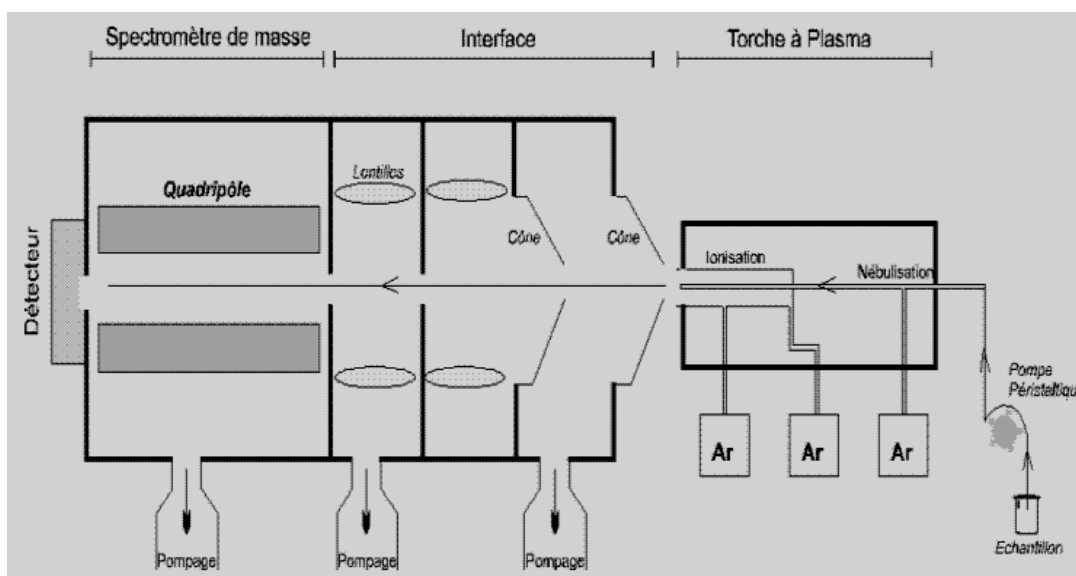 Spectromètre de masse
Interface
Torche à Plasma
Quadripôle
Lentilles
Cône
Cône
Ionisation
Nébulisation
Détecteur
Pompe
Péristaltique
Ar
Ar
Ar
Echantillon
Pompage
Pompage
Pompage